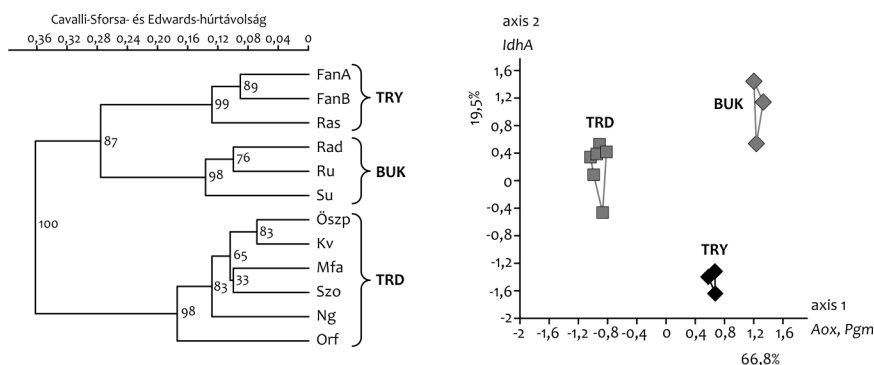 Cavalli-Sforsa- és Edwards-húrtávolság
0,36 0,32 0,28 0,24 0,20 0,16 0,12 0,08 0,04 0
FanA
89
FanB
TRY
99
Ras
87
Rad
76
Ru
BUK
98
Su
100
Öszp
83
Kv
65
Mfa
TRD
83
33
Szo
98
Ng
Orf
axis 2
IdhA
19,5%
1,6
1,2
0,8
0,4
0
-0,4
-0,8
-1,2
-1,6
-2
BUK
TRD
TRY
axis 1
Aox, Pgm
-2 -1,6 -1,2 -0,8 -0,4 0 0,4 0,8 1,2 1,6
66,8%